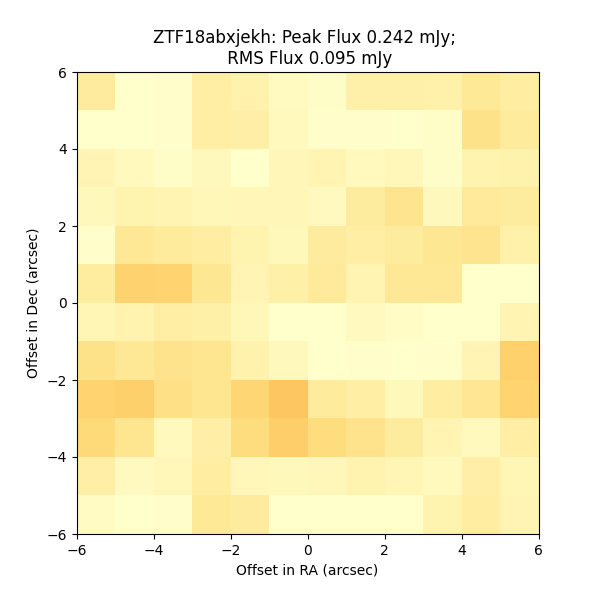 ZTF18abxjekh: Peak Flux 0.242 mJy;
RMS Flux 0.095 mJy
6
4
2
0
−2
−4
−6
Offset in Dec (arcsec)
−6 −4 −2 0 2 4 6
Offset in RA (arcsec)